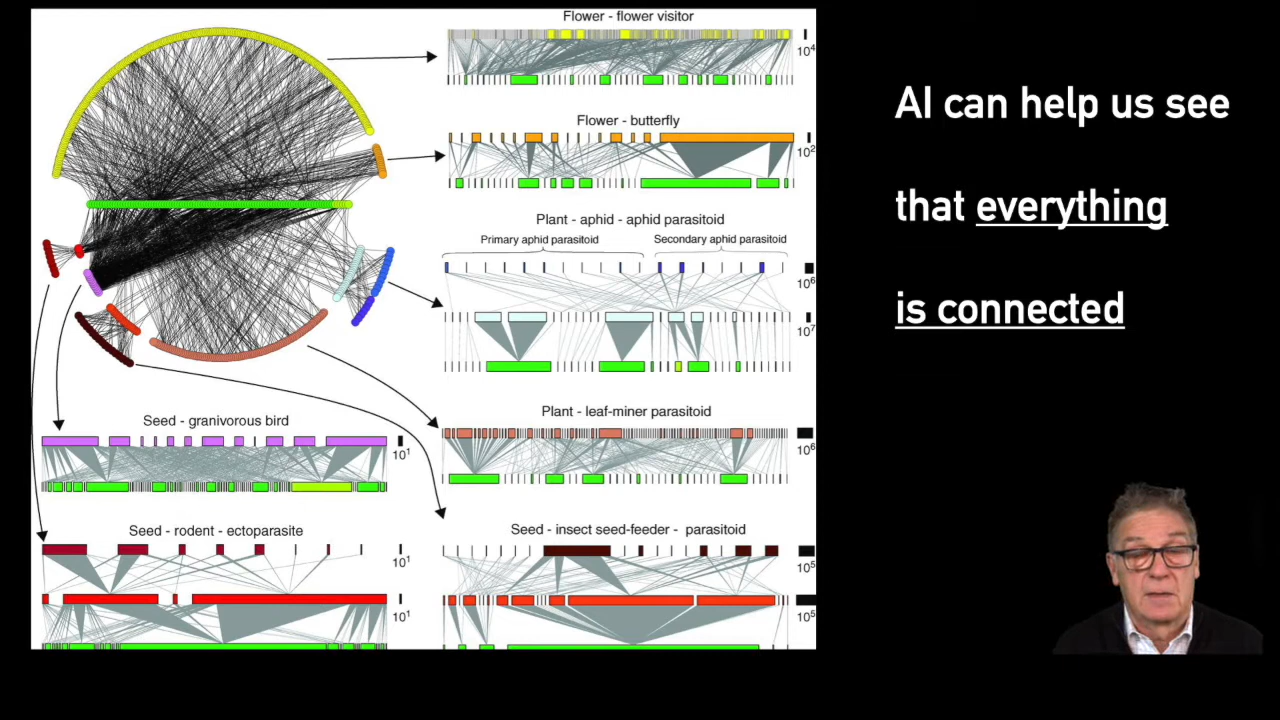 Flower - flower visitor
10⁴
Flower - butterfly
10²
Plant - aphid - aphid parasitoid
Primary aphid parasitoid
Secondary aphid parasitoid
10⁶
10⁷
Plant - leaf-miner parasitoid
10⁶
Seed - granivorous bird
10¹
Seed - rodent - ectoparasite
10¹
10¹
Seed - insect seed-feeder - parasitoid
10⁵
10⁵
AI can help us see
that everything
is connected